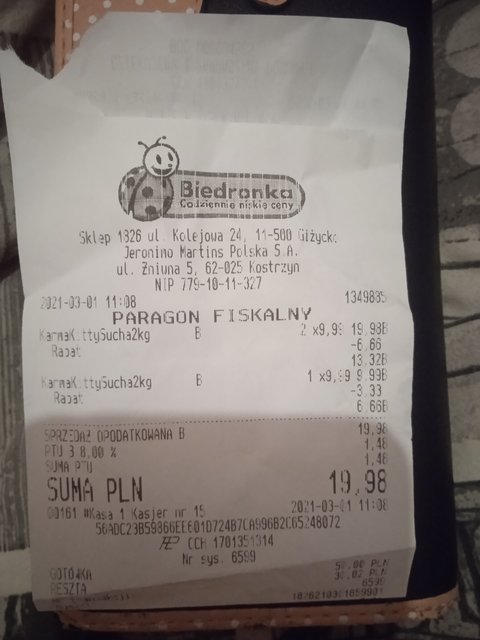 Biedronka
Codziennie niskie ceny
Sklep 1826 ul. Kolejowa 24, 11-500 Giżycko
Jeronimo Martins Polska S.A.
ul. Żniwna 5, 62-025 Kostrzyn
NIP 779-10-11-327
2021-03-01 11:08 1349835
PARAGON FISKALNY
KarmaKittySucha2kg B 2 x9,99 19,98B
Rabat -6,66
13,32B
KarmaKittySucha2kg B 1 x9,99 9,99B
Rabat -3,33
6,66B
SPRZEDAŻ OPODATKOWANA B 19,98
PTU B 8,00 % 1,48
SUMA PTU 1,48
SUMA PLN 19,98
00161 #Kasa 1 Kasjer nr 15 2021-03-01 11:08
CCH 1701351314
Nr sys. 6599
GOTÓWKA 50,00 PLN
RESZTA 30,02 PLN
6599